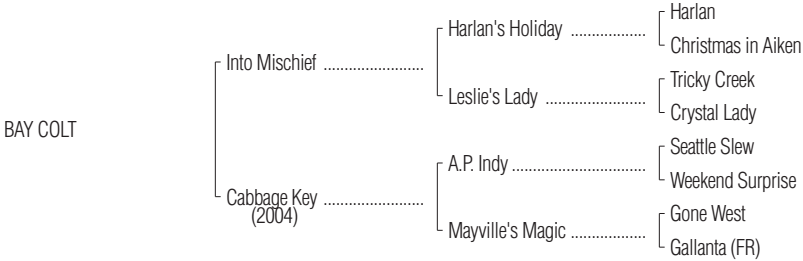 Harlan
Harlan's Holiday ..................
Christmas in Aiken
Into Mischief ........................
Tricky Creek
Leslie's Lady ........................
Crystal Lady
BAY COLT
Seattle Slew
A.P. Indy ................................
Weekend Surprise
Cabbage Key ........................
(2004)
Gone West
Mayville's Magic ..................
Gallanta (FR)